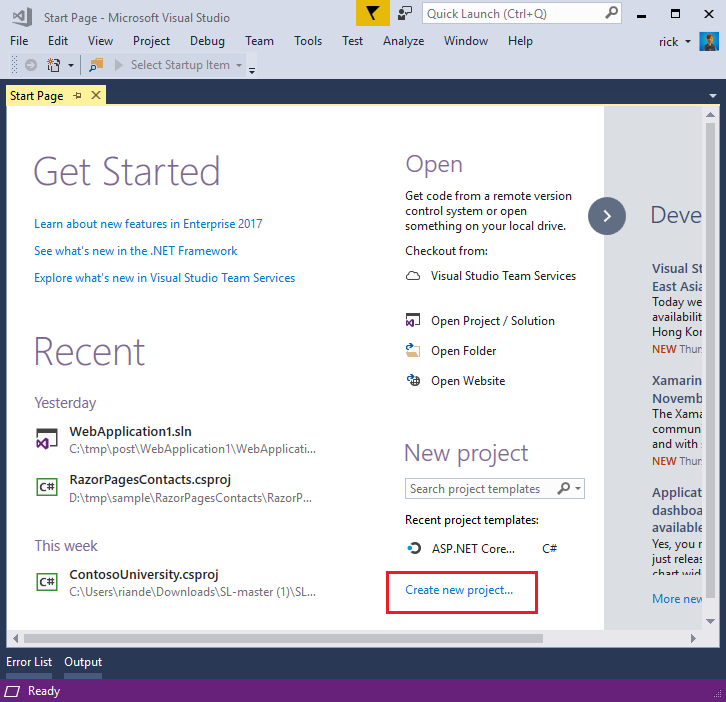 Start Page - Microsoft Visual Studio
Quick Launch (Ctrl+Q)
File Edit View Project Debug Team Tools Test Analyze Window Help
rick
Select Startup Item
Start Page
Get Started
Learn about new features in Enterprise 2017
See what's new in the .NET Framework
Explore what's new in Visual Studio Team Services
Recent
Yesterday
WebApplication1.sln
C:\tmp\post\WebApplication1\WebApplicati...
C#
RazorPagesContacts.csproj
D:\tmp\sample\RazorPagesContacts\RazorP...
This week
C#
ContosoUniversity.csproj
C:\Users\riande\Downloads\SL-master (1)\SL...
Open
Get code from a remote version
control system or open
something on your local drive.
Checkout from:
Visual Studio Team Services
Open Project / Solution
Open Folder
Open Website
New project
Search project templates
Recent project templates:
ASP.NET Core... C#
Create new project...
Deve
Visual St
East Asia
Today we
availabilit
Hong Kon
NEW Thur
Xamarin
Novemb
The Xama
commun
and with s
NEW Thur
Applicat
dashboa
available
Yes, you r
just releas
chart wid
More new
Error List Output
Ready